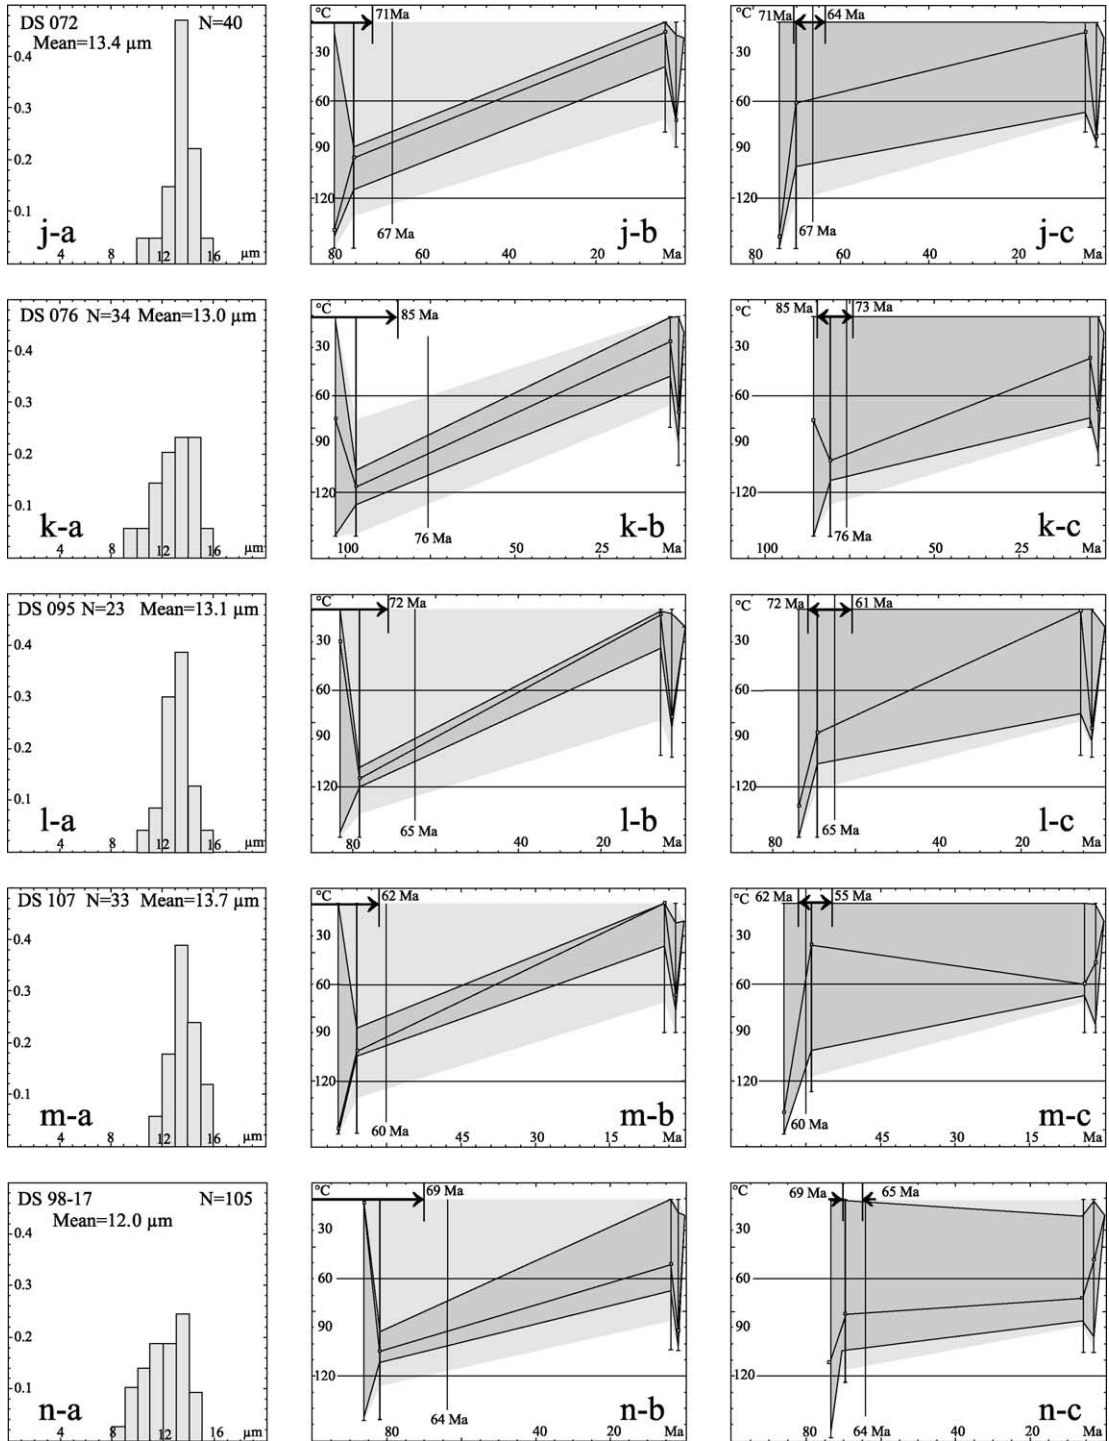 DS 072 N=40
Mean=13.4 µm
0.4
0.3
0.2
0.1
j-a
4 8 12 16 µm
°C
71Ma
30
60
90
120
67 Ma
j-b
80 60 40 20 Ma
°C
71Ma 64 Ma
30
60
90
120
67 Ma
j-c
80 60 40 20 Ma
DS 076 N=34 Mean=13.0 µm
0.4
0.3
0.2
0.1
k-a
4 8 12 16 µm
°C
85 Ma
30
60
90
120
k-b
100 76 Ma 50 25 Ma
°C
85 Ma 73 Ma
30
60
90
120
k-c
100 76 Ma 50 25 Ma
DS 095 N=23 Mean=13.1 µm
0.4
0.3
0.2
0.1
l-a
4 8 12 16 µm
°C
72 Ma
30
60
90
120
65 Ma
l-b
80 40 20 Ma
°C
72 Ma 61 Ma
30
60
90
120
65 Ma
l-c
80 40 20 Ma
DS 107 N=33 Mean=13.7 µm
0.4
0.3
0.2
0.1
m-a
4 8 12 16 µm
°C
62 Ma
30
60
90
120
m-b
60 Ma 45 30 15 Ma
°C
62 Ma 55 Ma
30
60
90
120
m-c
60 Ma 45 30 15 Ma
DS 98-17 N=105
Mean=12.0 µm
0.4
0.3
0.2
0.1
n-a
4 8 12 16 µm
°C
69 Ma
30
60
90
120
64 Ma
n-b
80 40 20 Ma
°C
69 Ma 65 Ma
30
60
90
120
n-c
80 64 Ma 40 20 Ma